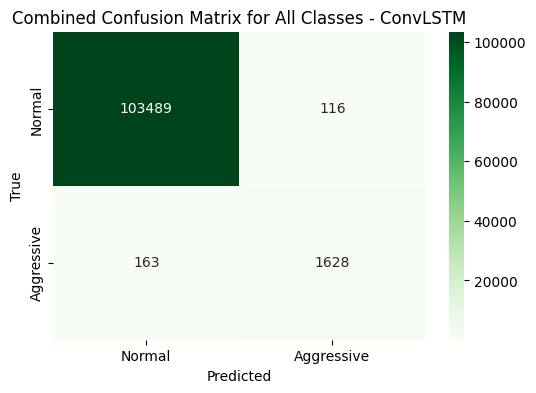 Combined Confusion Matrix for All Classes - ConvLSTM
True
Normal
103489
116
Aggressive
163
1628
Normal
Aggressive
Predicted
100000
80000
60000
40000
20000